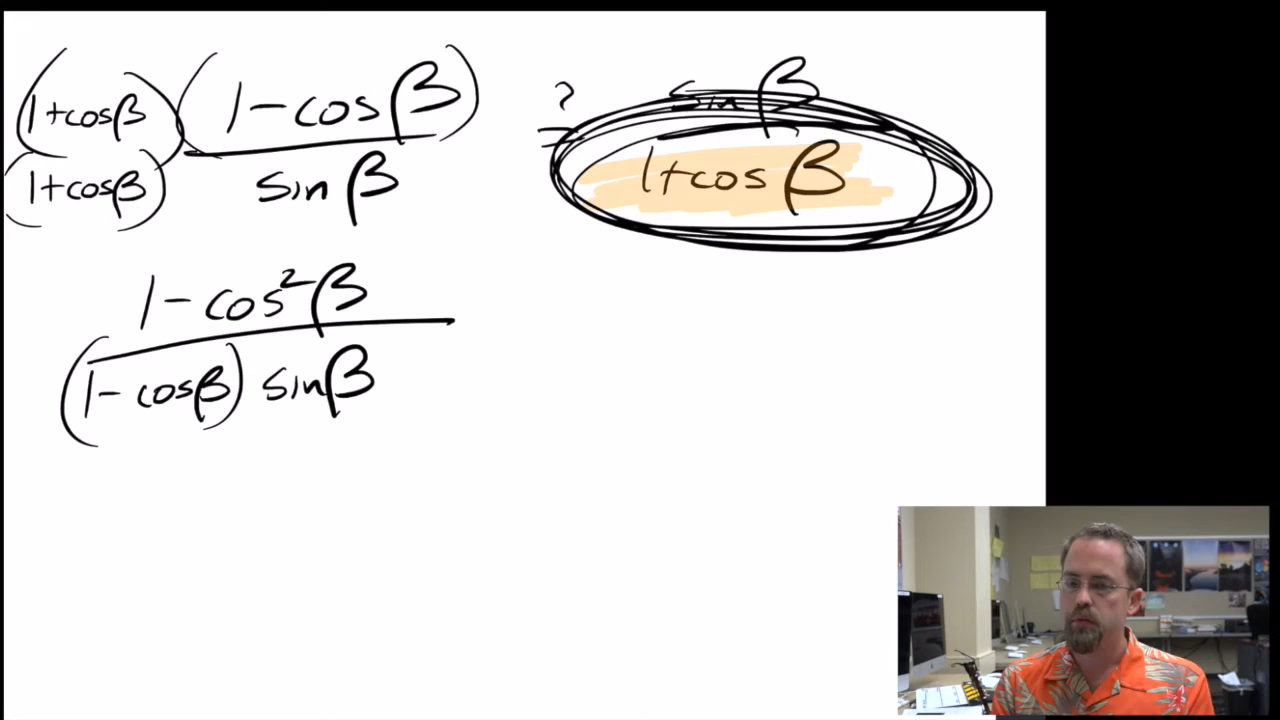 (1+cosβ) (1-cosβ) ? sinβ
(1+cosβ) sinβ = 1+cosβ
1-cos²β
(1-cosβ) sinβ